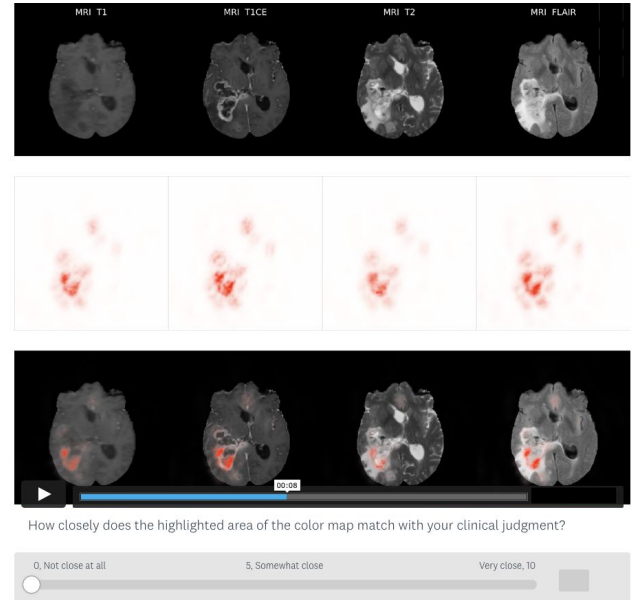 MRI T1 MRI T1CE MRI T2 MRI FLAIR
00:08
How closely does the highlighted area of the color map match with your clinical judgment?
0, Not close at all 5, Somewhat close Very close, 10